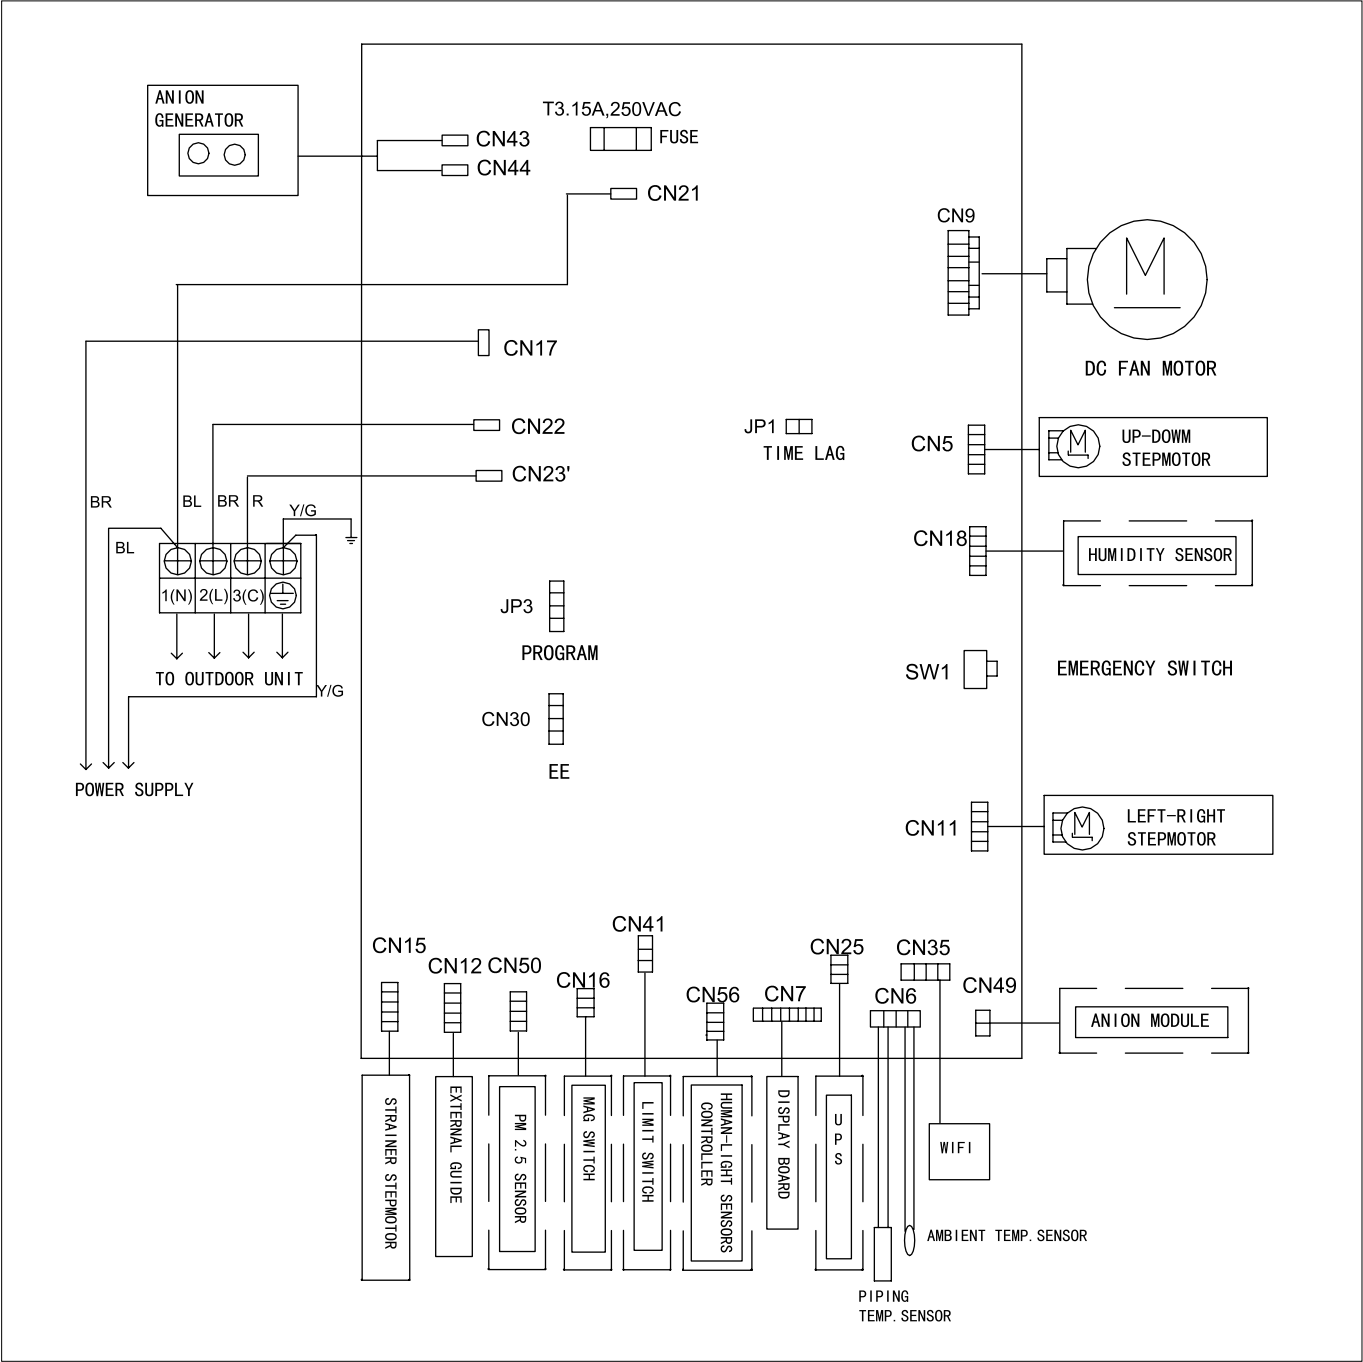 ANION
GENERATOR
T3.15A,250VAC
FUSE
CN43
CN44
CN21
CN9
M
DC FAN MOTOR
CN17
CN22
CN23'
JP1
TIME LAG
CN5
M
UP-DOWM
STEPMOTOR
BR
BL
BR
R
Y/G
BL
1(N)
2(L)
3(C)
CN18
HUMIDITY SENSOR
JP3
PROGRAM
TO OUTDOOR UNIT
Y/G
SW1
EMERGENCY SWITCH
CN30
EE
POWER SUPPLY
CN11
M
LEFT-RIGHT
STEPMOTOR
CN15
CN12
CN50
CN16
CN41
CN56
CN7
CN25
CN35
CN6
CN49
ANION MODULE
STRAINER STEPMOTOR
EXTERNAL GUIDE
PM 2.5 SENSOR
MAG SWITCH
LIMIT SWITCH
HUMAN-LIGHT SENSORS
CONTROLLER
DISPLAY BOARD
UPS
WIFI
AMBIENT TEMP.SENSOR
PIPING
TEMP.SENSOR